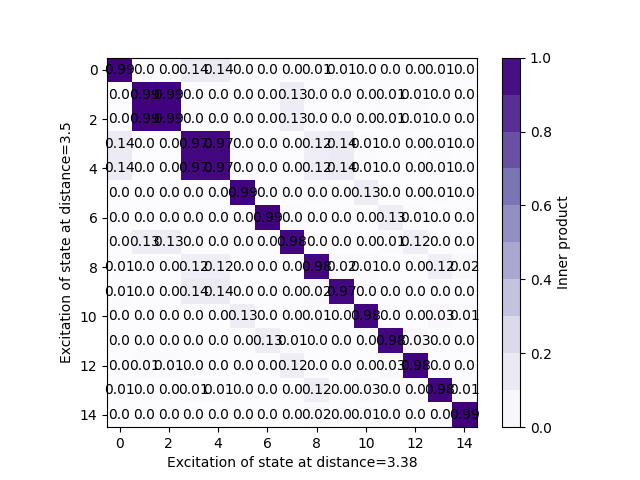 0 0.99 0.0 0.0 0.14 0.14 0.0 0.0 0.0 0.01 0.01 0.0 0.0 0.0 0.01 0.0
0.0 0.99 0.99 0.0 0.0 0.0 0.0 0.13 0.0 0.0 0.0 0.01 0.01 0.0 0.0
2 0.0 0.99 0.99 0.0 0.0 0.0 0.0 0.13 0.0 0.0 0.0 0.01 0.01 0.0 0.0
0.14 0.0 0.0 0.97 0.97 0.0 0.0 0.0 0.12 0.14 0.01 0.0 0.0 0.01 0.0
4 0.14 0.0 0.0 0.97 0.97 0.0 0.0 0.0 0.12 0.14 0.01 0.0 0.0 0.01 0.0
0.0 0.0 0.0 0.0 0.0 0.99 0.0 0.0 0.0 0.0 0.13 0.0 0.0 0.01 0.0
6 0.0 0.0 0.0 0.0 0.0 0.0 0.99 0.0 0.0 0.0 0.0 0.13 0.01 0.0 0.0
0.0 0.13 0.13 0.0 0.0 0.0 0.0 0.98 0.0 0.0 0.0 0.01 0.12 0.0 0.0
8 0.01 0.0 0.0 0.12 0.12 0.0 0.0 0.0 0.98 0.02 0.01 0.0 0.0 0.12 0.02
0.01 0.0 0.0 0.14 0.14 0.0 0.0 0.0 0.02 0.97 0.0 0.0 0.0 0.0 0.0
10 0.0 0.0 0.0 0.0 0.0 0.13 0.0 0.0 0.01 0.0 0.98 0.0 0.0 0.03 0.01
0.0 0.0 0.0 0.0 0.0 0.0 0.13 0.01 0.0 0.0 0.0 0.98 0.03 0.0 0.0
12 0.0 0.01 0.01 0.0 0.0 0.0 0.0 0.12 0.0 0.0 0.0 0.03 0.98 0.0 0.0
0.01 0.0 0.0 0.01 0.01 0.0 0.0 0.0 0.12 0.0 0.03 0.0 0.0 0.98 0.01
14 0.0 0.0 0.0 0.0 0.0 0.0 0.0 0.0 0.02 0.0 0.01 0.0 0.0 0.99
0 2 4 6 8 10 12 14
Excitation of state at distance=3.38
Excitation of state at distance=3.5
1.0
0.8
0.6
0.4
0.2
0.0
Inner product